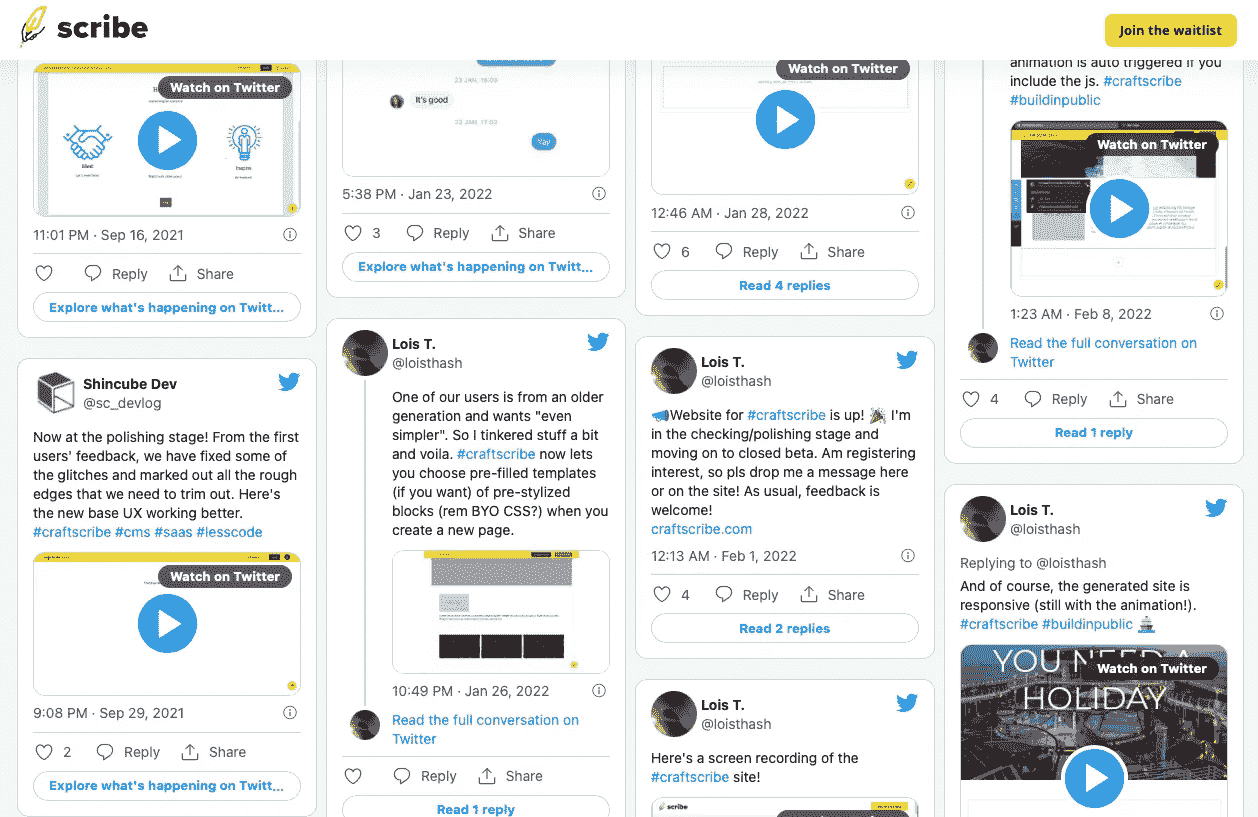 scribe
Join the waitlist
Watch on Twitter
11:01 PM · Sep 16, 2021
Reply
Share
Explore what's happening on Twitt...
Shincube Dev
@sc_devlog
Now at the polishing stage! From the first
users' feedback, we have fixed some of
the glitches and marked out all the rough
edges that we need to trim out. Here's
the new base UX working better.
#craftscribe #cms #saas #lesscode
Watch on Twitter
9:08 PM · Sep 29, 2021
2
Reply
Share
Explore what's happening on Twitt...
It's good
Yay!
5:38 PM · Jan 23, 2022
3
Reply
Share
Explore what's happening on Twitt...
Lois T.
@loisthash
One of our users is from an older
generation and wants "even
simpler". So I tinkered stuff a bit
and voila. #craftscribe now lets
you choose pre-filled templates
(if you want) of pre-stylized
blocks (rem BYO CSS?) when you
create a new page.
10:49 PM · Jan 26, 2022
Read the full conversation on
Twitter
Reply
Share
Read 1 reply
Watch on Twitter
12:46 AM · Jan 28, 2022
6
Reply
Share
Read 4 replies
Lois T.
@loisthash
Website for #craftscribe is up! I'm
in the checking/polishing stage and
moving on to closed beta. Am registering
interest, so pls drop me a message here
or on the site! As usual, feedback is
welcome!
craftscribe.com
12:13 AM · Feb 1, 2022
4
Reply
Share
Read 2 replies
Lois T.
@loisthash
Here's a screen recording of the
#craftscribe site!
scribe
animation is auto triggered if you
include the js. #craftscribe
#buildinpublic
Watch on Twitter
1:23 AM · Feb 8, 2022
Read the full conversation on
Twitter
4
Reply
Share
Read 1 reply
Lois T.
@loisthash
Replying to @loisthash
And of course, the generated site is
responsive (still with the animation!).
#craftscribe #buildinpublic
YOU NEED A
Watch on Twitter
HOLIDAY